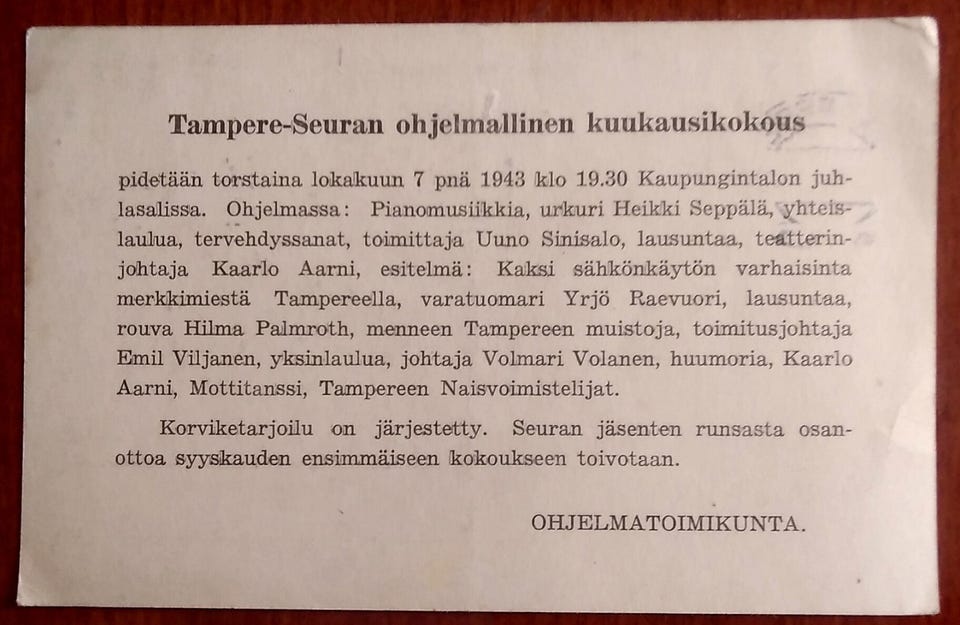 Tampere-Seuran ohjelmallinen kuukausikokous
pidetään torstaina lokakuun 7 pnä 1943 klo 19.30 Kaupungintalon juh-
lasalissa. Ohjelmassa: Pianomusiikkia, urkuri Heikki Seppälä, yhteis-
laulua, tervehdyssanat, toimittaja Uuno Sinisalo, lausuntaa, teatterin-
johtaja Kaarlo Aarni, esitelmä: Kaksi sähkönkäytön varhaisinta
merkkimiestä Tampereella, varatuomari Yrjö Raevuori, lausuntaa,
rouva Hilma Palmroth, menneen Tampereen muistoja, toimitusjohtaja
Emil Viljanen, yksinlaulua, johtaja Volmari Volanen, huumoria, Kaarlo
Aarni, Mottitanssi, Tampereen Naisvoimistelijat.
Korviketarjoilu on järjestetty. Seuran jäsenten runsasta osan-
ottoa syyskauden ensimmäiseen kokoukseen toivotaan.
OHJELMATOIMIKUNTA.